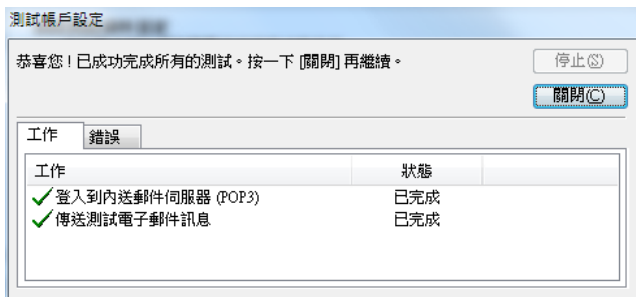 測試帳戶設定
恭喜您！已成功完成所有的測試。按一下 [關閉] 再繼續。
停止(S)
關閉(C)
工作
錯誤
工作 狀態
登入到內送郵件伺服器 (POP3) 已完成
傳送測試電子郵件訊息 已完成